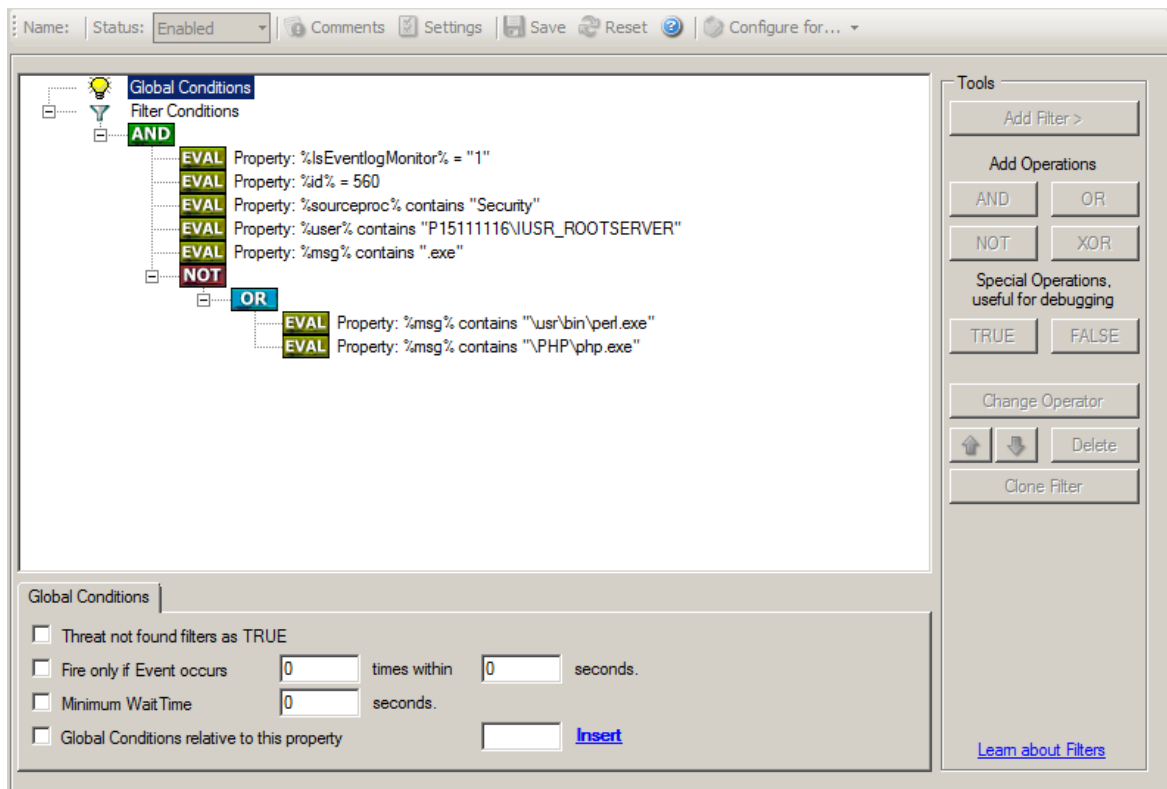 Name: Status: Enabled Comments Settings Save Reset Configure for...
Global Conditions
Filter Conditions
AND
EVAL Property: %IsEventlogMonitor% = "1"
EVAL Property: %id% = 560
EVAL Property: %sourceproc% contains "Security"
EVAL Property: %user% contains "P15111116\IUSR_ROOTSERVER"
EVAL Property: %msg% contains ".exe"
NOT
OR
EVAL Property: %msg% contains "\usr\bin\perl.exe"
EVAL Property: %msg% contains "\PHP\php.exe"
Tools
Add Filter >
Add Operations
AND OR
NOT XOR
Special Operations,
useful for debugging
TRUE FALSE
Change Operator
Delete
Clone Filter
Learn about Filters
Global Conditions
Threat not found filters as TRUE
Fire only if Event occurs 0 times within 0 seconds.
Minimum WaitTime 0 seconds.
Global Conditions relative to this property Insert